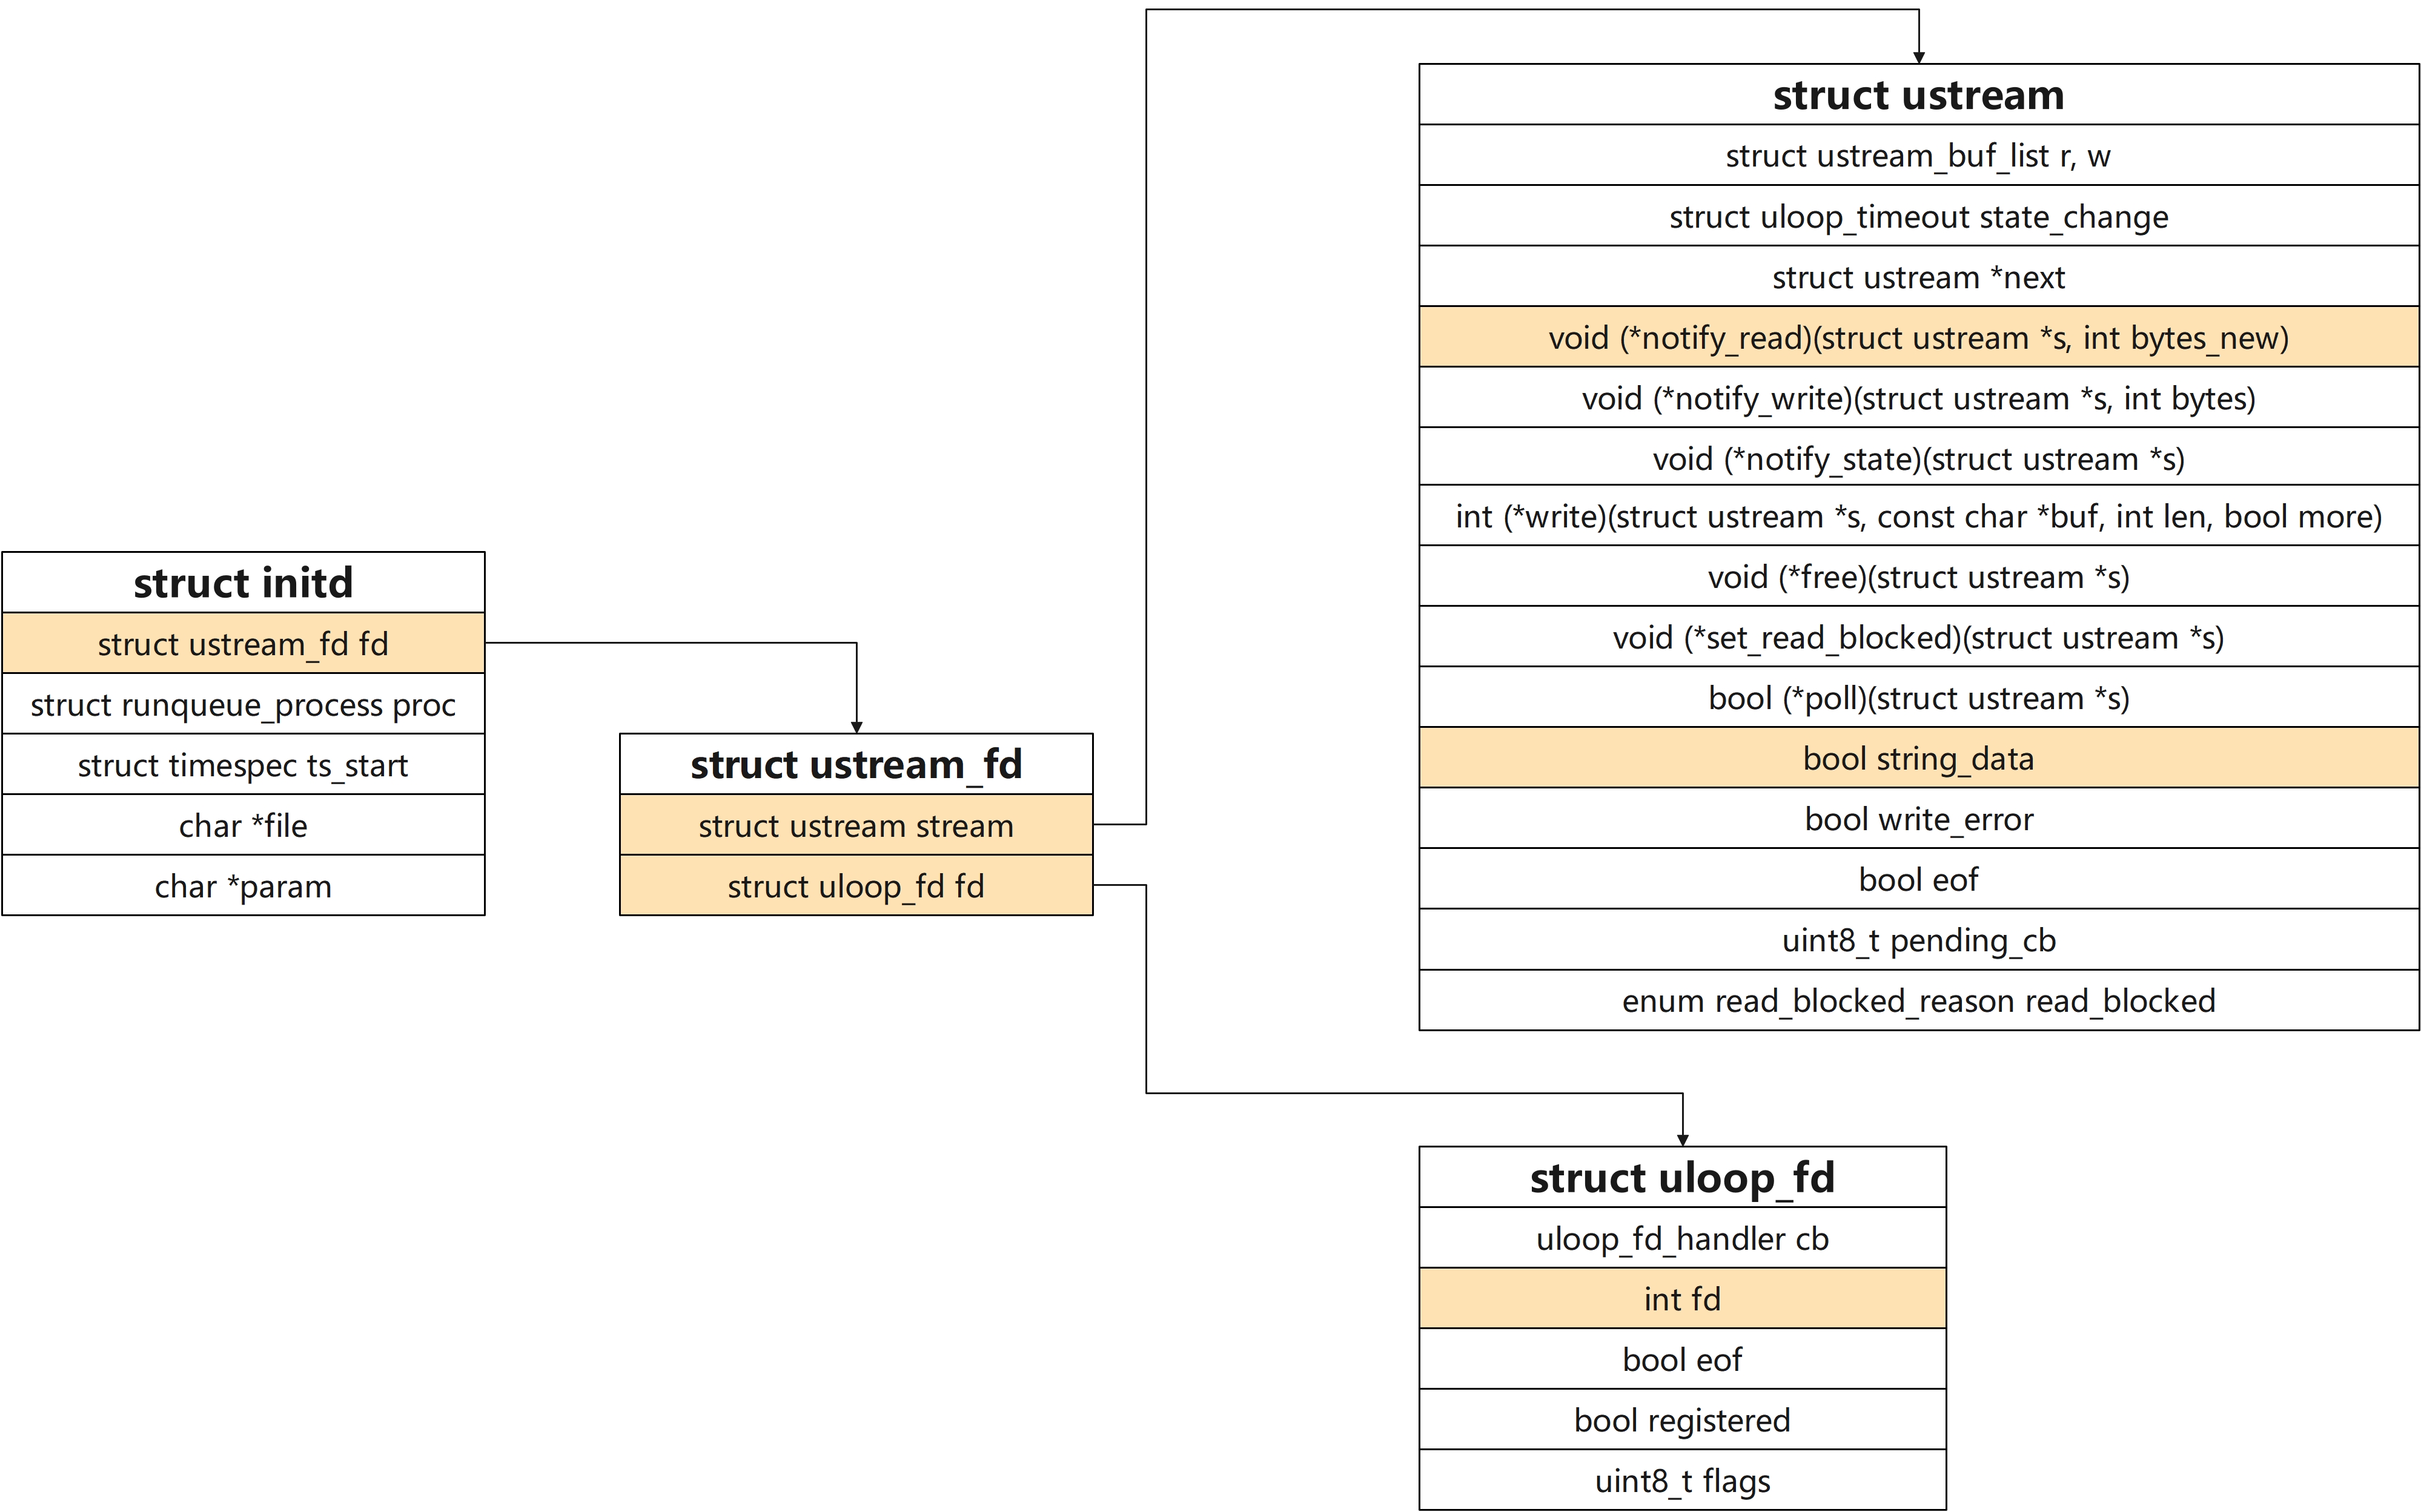 struct initd
struct ustream_fd fd
struct runqueue_process proc
struct timespec ts_start
char *file
char *param
struct ustream_fd
struct ustream stream
struct uloop_fd fd
struct ustream
struct ustream_buf_list r, w
struct uloop_timeout state_change
struct ustream *next
void (*notify_read)(struct ustream *s, int bytes_new)
void (*notify_write)(struct ustream *s, int bytes)
void (*notify_state)(struct ustream *s)
int (*write)(struct ustream *s, const char *buf, int len, bool more)
void (*free)(struct ustream *s)
void (*set_read_blocked)(struct ustream *s)
bool (*poll)(struct ustream *s)
bool string_data
bool write_error
bool eof
uint8_t pending_cb
enum read_blocked_reason read_blocked
struct uloop_fd
uloop_fd_handler cb
int fd
bool eof
bool registered
uint8_t flags